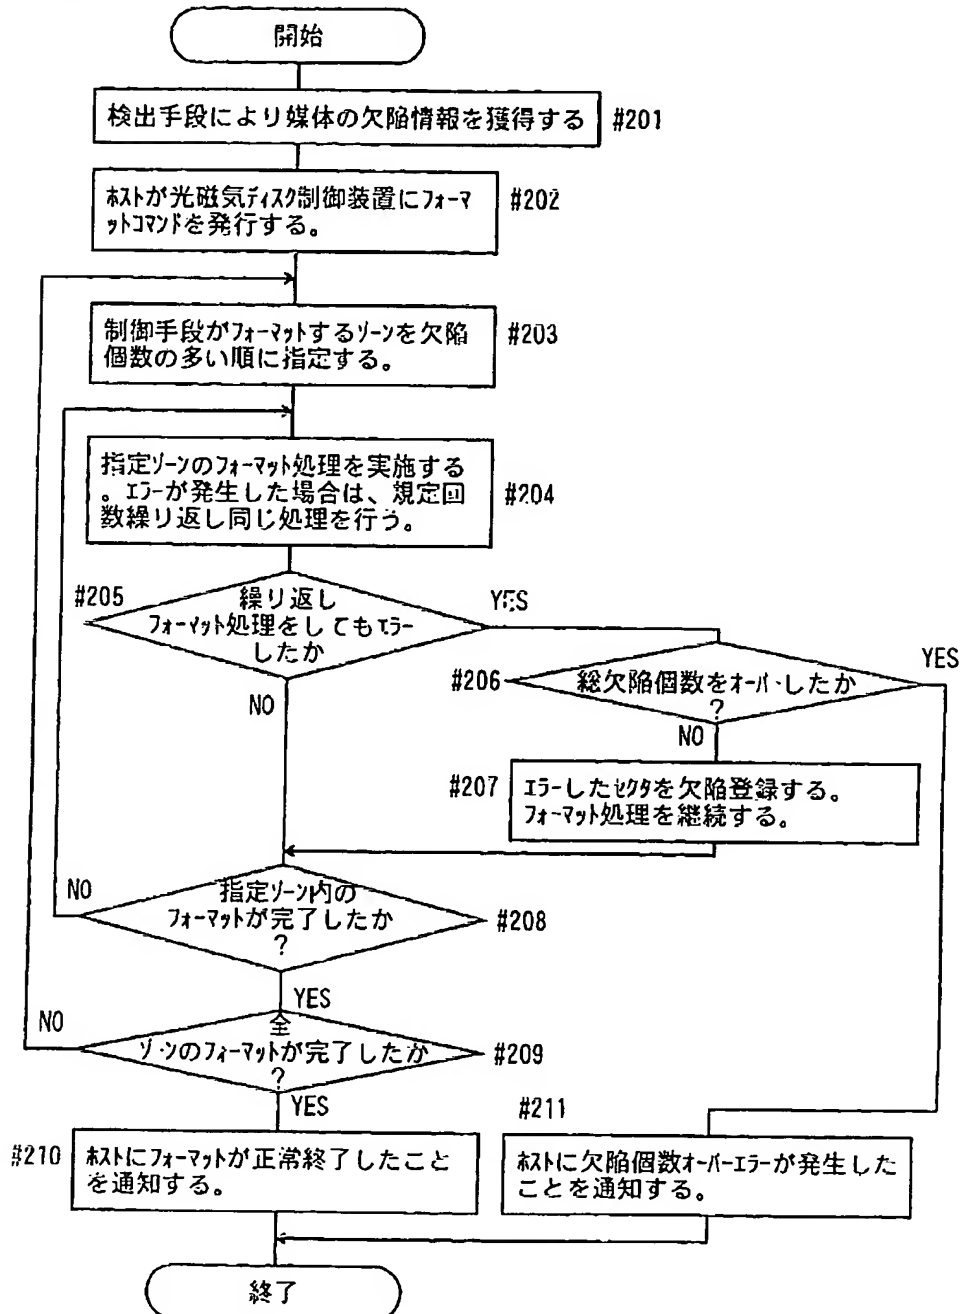 開始
検出手段により媒体の欠陥情報を獲得する
#201
ホストが光磁気ディスク制御装置にフォーマ
ットコマンドを発行する。
#202
制御手段がフォーマットするゾーンを欠陥
個数の多い順に指定する。
#203
指定ゾーンのフォーマット処理を実施する
。エラーが発生した場合は、規定回
数繰り返し同じ処理を行う。
#204
#205
繰り返し
フォーマット処理をしてもエラー
したか
YES
NO
#206
総欠陥個数をオーバーしたか
?
YES
NO
#207
エラーしたセクタを欠陥登録する。
フォーマット処理を継続する。
NO
指定ゾーン内の
フォーマットが完了したか
?
#208
YES
NO
全
ゾーンのフォーマットが完了したか
?
#209
YES
#210
ホストにフォーマットが正常終了したこと
を通知する。
#211
ホストに欠陥個数オーバーエラーが発生した
ことを通知する。
終了